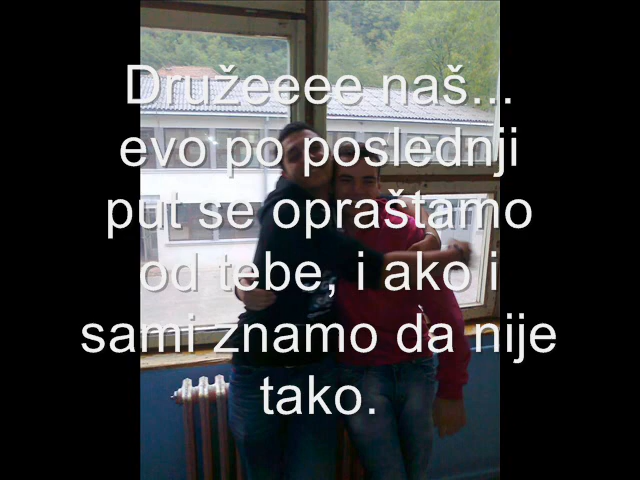 Družeeee naš...
evo po poslednji
put se opraštamo
od tebe, i ako i
sami znamo da nije
tako.